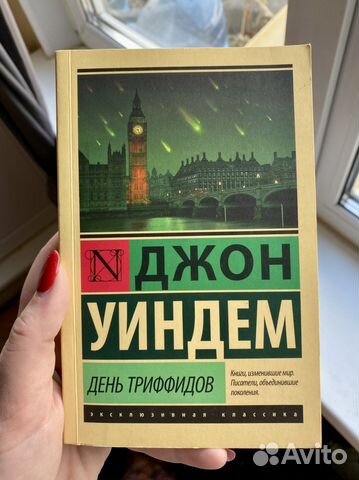 N ДЖОН
УИНДЕМ
ДЕНЬ ТРИФФИДОВ
Книги, изменившие мир.
Писатели, объединившие
поколения.
эксклюзивная классика
Avito